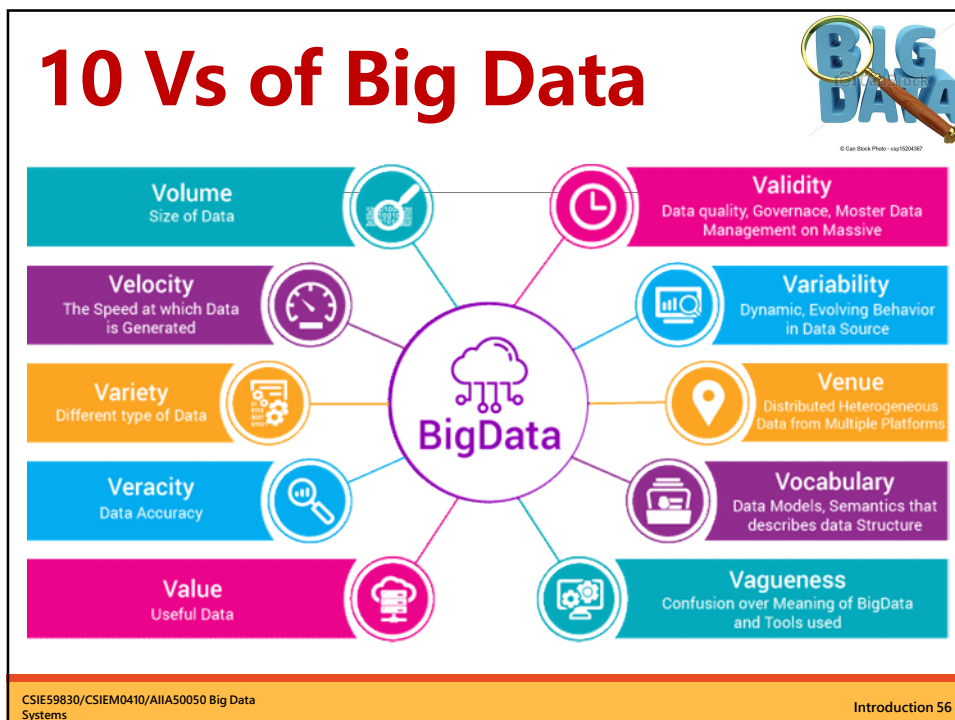 10 Vs of Big Data
BIG
DATA
CanStock
© Can Stock Photo - csp15204367
Volume
Size of Data
Velocity
The Speed at which Data
is Generated
Variety
Different type of Data
Veracity
Data Accuracy
Value
Useful Data
BigData
Validity
Data quality, Governace, Moster Data
Management on Massive
Variability
Dynamic, Evolving Behavior
in Data Source
Venue
Distributed Heterogeneous
Data from Multiple Platforms
Vocabulary
Data Models, Semantics that
describes data Structure
Vagueness
Confusion over Meaning of BigData
and Tools used
CSIE59830/CSIEM0410/AIIA50050 Big Data
Systems
Introduction 56